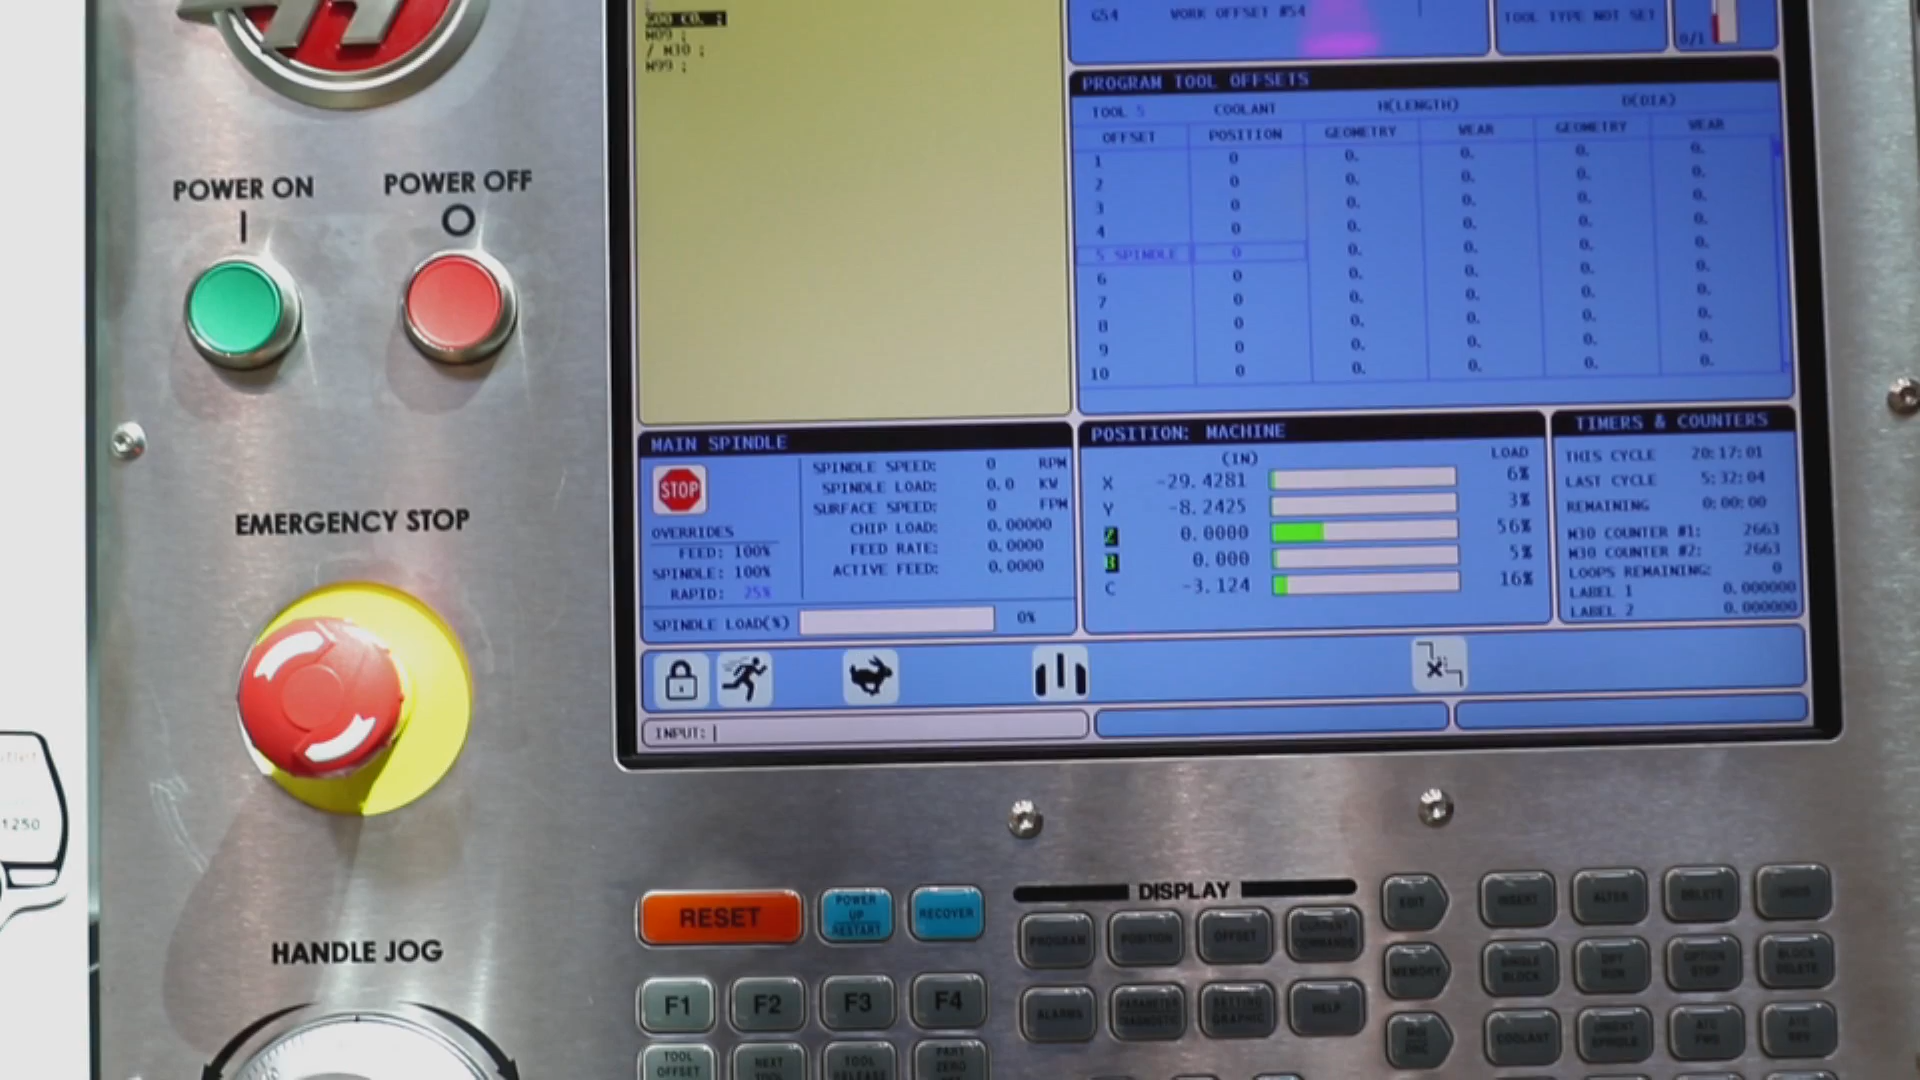 G00 C0. ;
M09 ;
/ M30 ;
M99 ;
G54 WORK OFFSET #54
TOOL TYPE NOT SET
0/1
PROGRAM TOOL OFFSETS
TOOL 5 COOLANT H(LENGTH) D(DIA)
OFFSET POSITION GEOMETRY WEAR GEOMETRY WEAR
1 0 0. 0. 0. 0.
2 0 0. 0. 0. 0.
3 0 0. 0. 0. 0.
4 0 0. 0. 0. 0.
5 SPINDLE 0 0. 0. 0. 0.
6 0 0. 0. 0. 0.
7 0 0. 0. 0. 0.
8 0 0. 0. 0. 0.
9 0 0. 0. 0. 0.
10 0 0. 0. 0. 0.
MAIN SPINDLE
STOP
OVERRIDES
FEED: 100%
SPINDLE: 100%
RAPID: 25%
SPINDLE SPEED: 0 RPM
SPINDLE LOAD: 0.0 KW
SURFACE SPEED: 0 FPM
CHIP LOAD: 0.00000
FEED RATE: 0.0000
ACTIVE FEED: 0.0000
SPINDLE LOAD(%) 0%
POSITION: MACHINE
(IN) LOAD
X -29.4281 6%
Y -8.2425 3%
Z 0.0000 56%
B 0.000 5%
C -3.124 16%
TIMERS & COUNTERS
THIS CYCLE 20:17:01
LAST CYCLE 5:32:04
REMAINING 0:00:00
M30 COUNTER #1: 2663
M30 COUNTER #2: 2663
LOOPS REMAINING: 0
LABEL 1 0.000000
LABEL 2 0.000000
INPUT:
POWER ON
POWER OFF
EMERGENCY STOP
HANDLE JOG
1250
RESET
POWER UP RESTART
RECOVER
F1 F2 F3 F4
TOOL OFFSET
NEXT TOOL
TOOL RELEASE
PART ZERO
DISPLAY
PROGRAM POSITION OFFSET CURRENT COMMANDS
ALARMS PARAMETER DIAGNOSTIC SETTING GRAPHIC HELP
EDIT INSERT ALTER DELETE UNDO
MEMORY SINGLE BLOCK DRY RUN OPTION STOP BLOCK DELETE
MDI DNC COOLANT ORIENT SPINDLE ATC FWD ATC REV